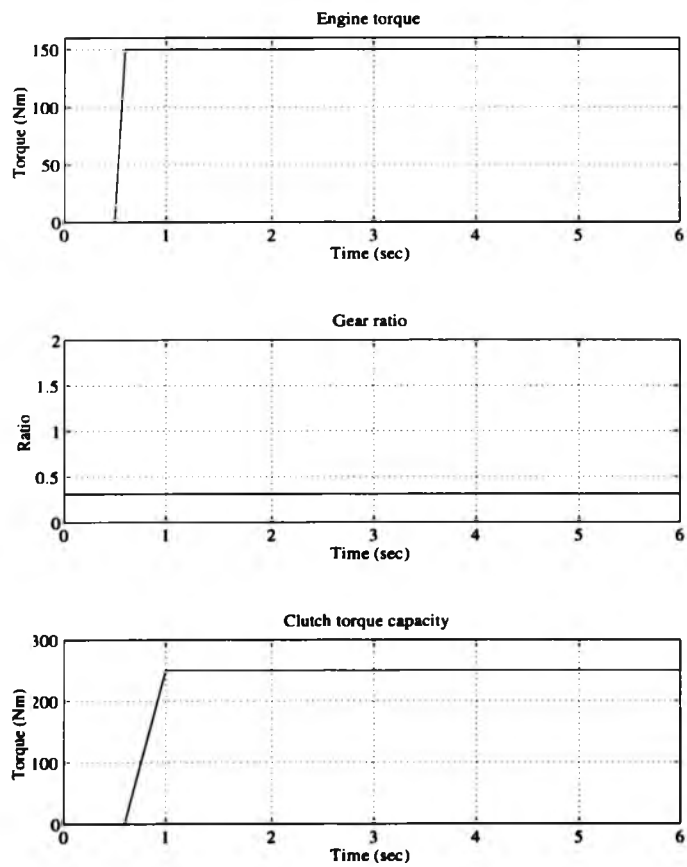 Engine torque
150
100
50
0
Torque (Nm)
0 1 2 3 4 5 6
Time (sec)
Gear ratio
2
1.5
1
0.5
0
Ratio
0 1 2 3 4 5 6
Time (sec)
Clutch torque capacity
300
200
100
0
Torque (Nm)
0 1 2 3 4 5 6
Time (sec)